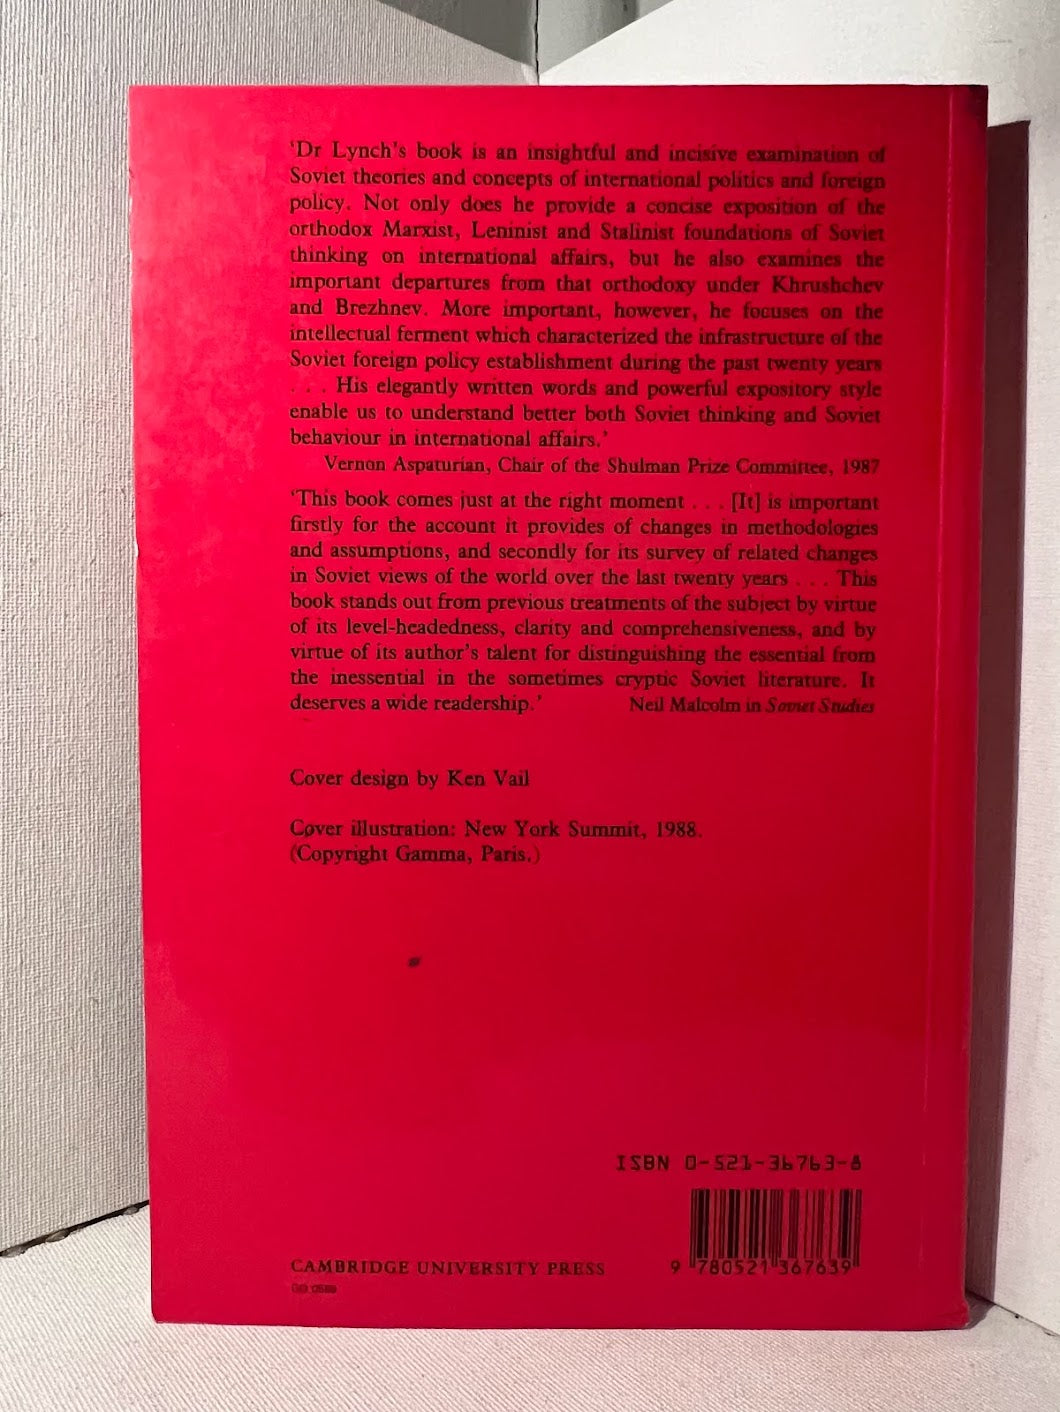 ‘Dr Lynch’s book is an insightful and incisive examination of
Soviet theories and concepts of international politics and foreign
policy. Not only does he provide a concise exposition of the
orthodox Marxist, Leninist and Stalinist foundations of Soviet
thinking on international affairs, but he also examines the
important departures from that orthodoxy under Khrushchev
and Brezhnev. More important, however, he focuses on the
intellectual ferment which characterized the infrastructure of the
Soviet foreign policy establishment during the past twenty years
. . . His elegantly written words and powerful expository style
enable us to understand better both Soviet thinking and Soviet
behaviour in international affairs.’
Vernon Aspaturian, Chair of the Shulman Prize Committee, 1987
‘This book comes just at the right moment . . . [It] is important
firstly for the account it provides of changes in methodologies
and assumptions, and secondly for its survey of related changes
in Soviet views of the world over the last twenty years . . . This
book stands out from previous treatments of the subject by virtue
of its level-headedness, clarity and comprehensiveness, and by
virtue of its author’s talent for distinguishing the essential from
the inessential in the sometimes cryptic Soviet literature. It
deserves a wide readership.’ Neil Malcolm in Soviet Studies
Cover design by Ken Vail
Cover illustration: New York Summit, 1988.
(Copyright Gamma, Paris.)
ISBN 0-521-36763-8
9 780521 367639
CAMBRIDGE UNIVERSITY PRESS